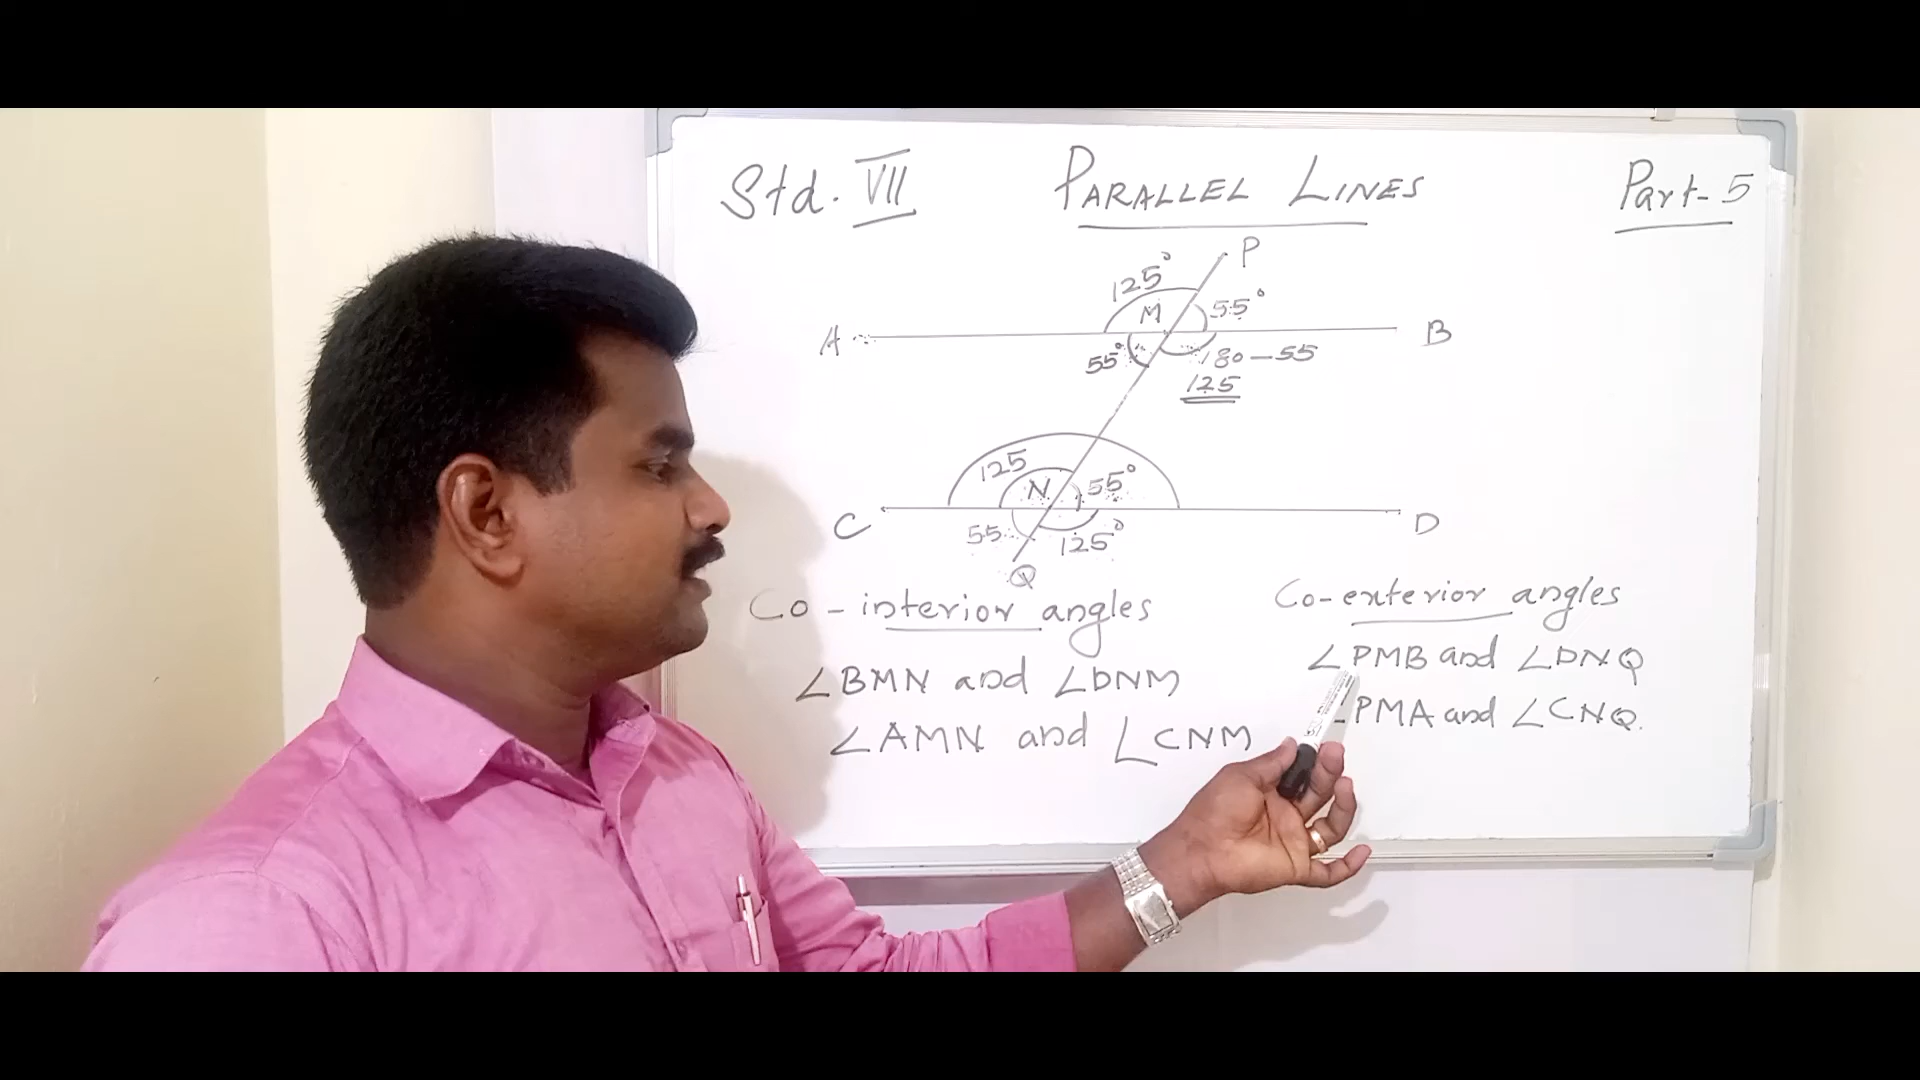 Std. VII PARALLEL LINES Part-5
P
125° M 55°
A B
55° 180-55
125
125 N 55°
C D
55 125°
Q
Co-interior angles
∠BMN and ∠DNM
∠AMN and ∠CNM
Co-exterior angles
∠PMB and ∠DNQ
∠PMA and ∠CNQ.